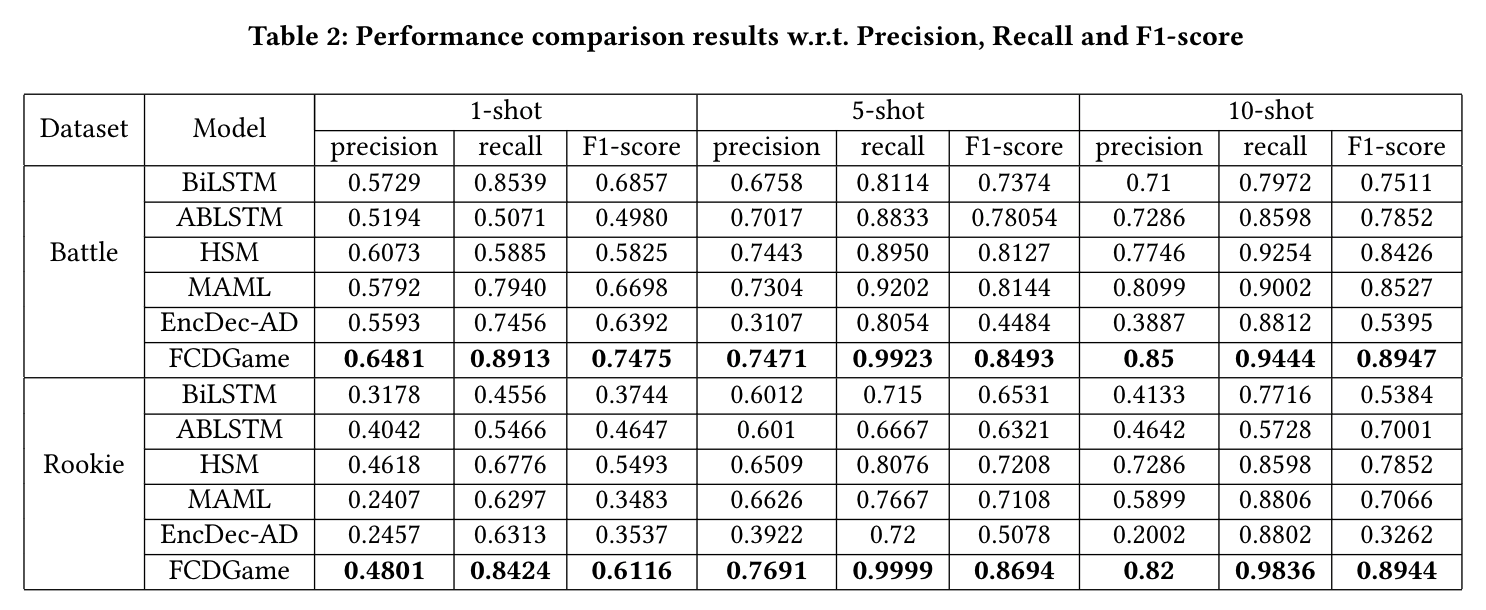 Table 2: Performance comparison results w.r.t. Precision, Recall and F1-score
Dataset Model 1-shot 5-shot 10-shot
precision recall F1-score precision recall F1-score precision recall F1-score
Battle
BiLSTM 0.5729 0.8539 0.6857 0.6758 0.8114 0.7374 0.71 0.7972 0.7511
ABLSTM 0.5194 0.5071 0.4980 0.7017 0.8833 0.78054 0.7286 0.8598 0.7852
HSM 0.6073 0.5885 0.5825 0.7443 0.8950 0.8127 0.7746 0.9254 0.8426
MAML 0.5792 0.7940 0.6698 0.7304 0.9202 0.8144 0.8099 0.9002 0.8527
EncDec-AD 0.5593 0.7456 0.6392 0.3107 0.8054 0.4484 0.3887 0.8812 0.5395
FCDGame 0.6481 0.8913 0.7475 0.7471 0.9923 0.8493 0.85 0.9444 0.8947
Rookie
BiLSTM 0.3178 0.4556 0.3744 0.6012 0.715 0.6531 0.4133 0.7716 0.5384
ABLSTM 0.4042 0.5466 0.4647 0.601 0.6667 0.6321 0.4642 0.5728 0.7001
HSM 0.4618 0.6776 0.5493 0.6509 0.8076 0.7208 0.7286 0.8598 0.7852
MAML 0.2407 0.6297 0.3483 0.6626 0.7667 0.7108 0.5899 0.8806 0.7066
EncDec-AD 0.2457 0.6313 0.3537 0.3922 0.72 0.5078 0.2002 0.8802 0.3262
FCDGame 0.4801 0.8424 0.6116 0.7691 0.9999 0.8694 0.82 0.9836 0.8944